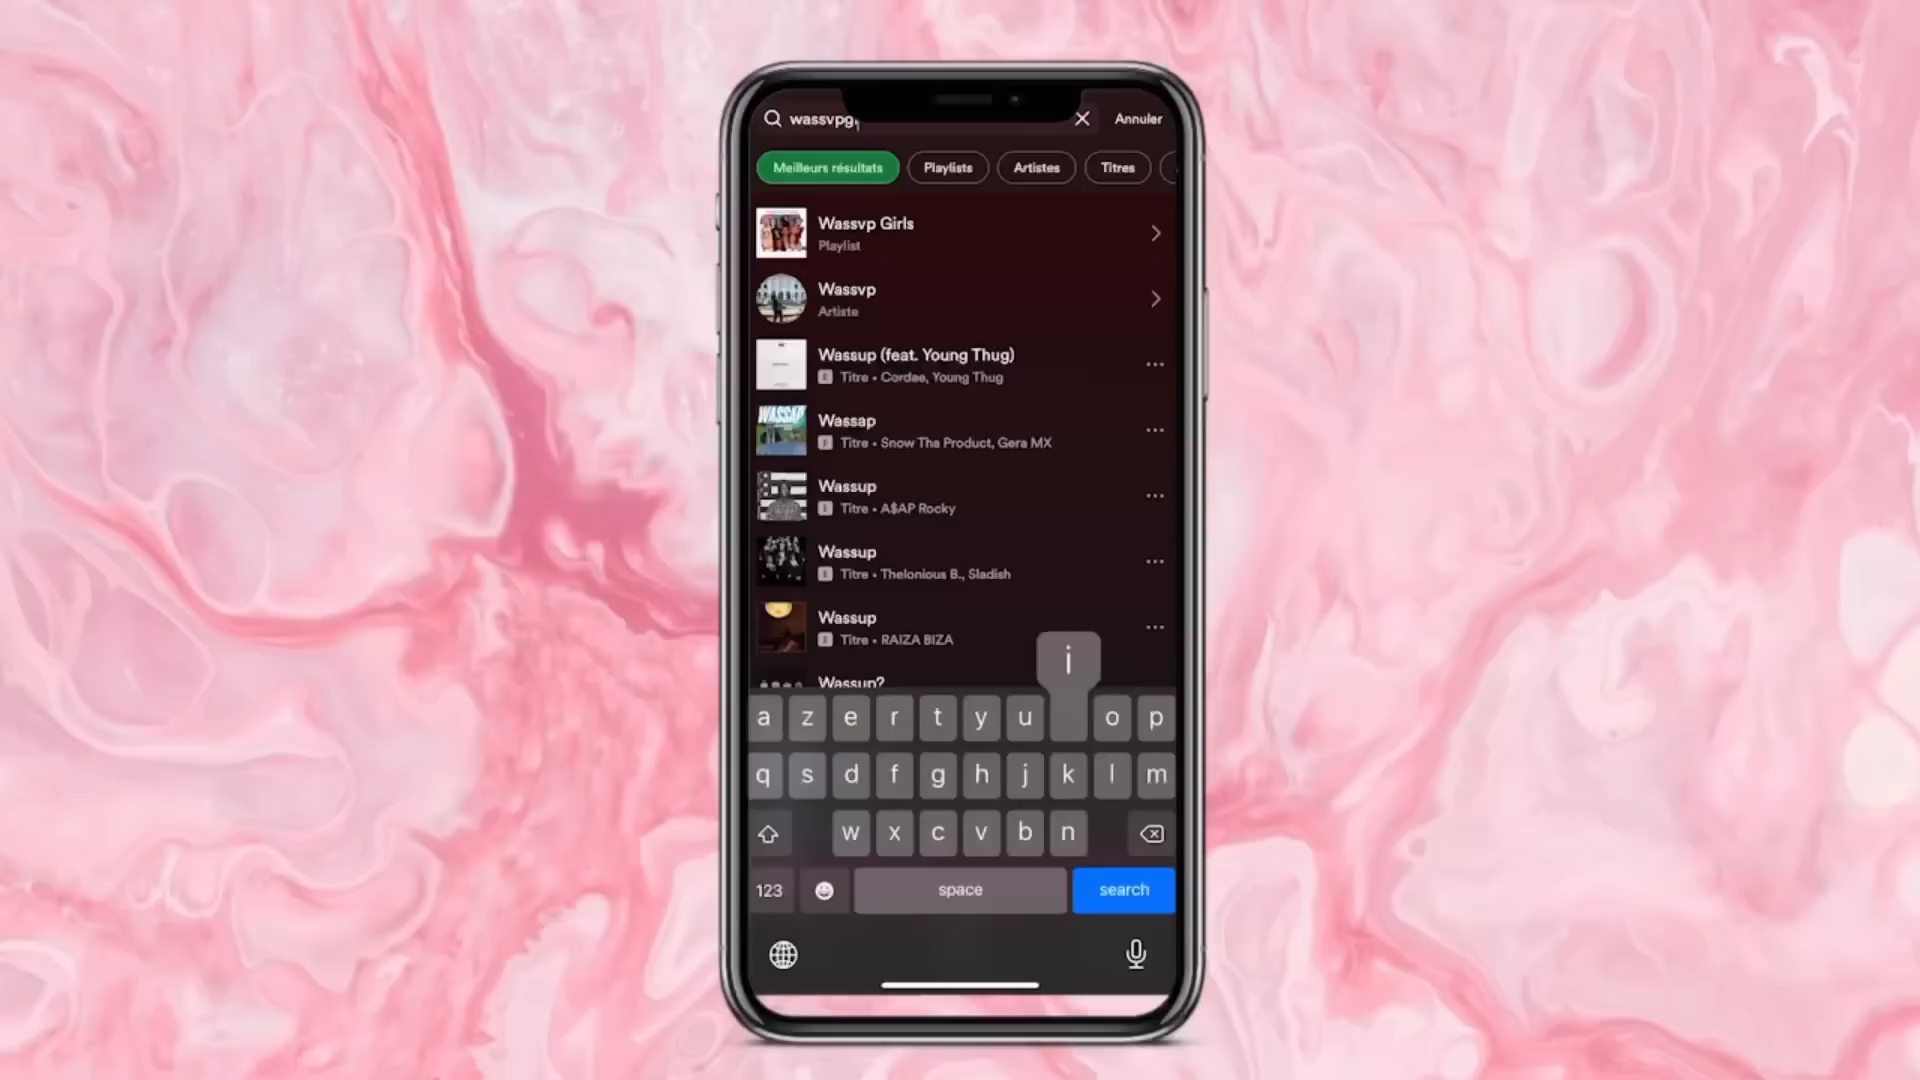 wassvpgi
Annuler
Meilleurs résultats
Playlists
Artistes
Titres
Wassvp Girls
Playlist
Wassvp
Artiste
Wassup (feat. Young Thug)
E Titre • Cordae, Young Thug
WASSAP
Wassap
E Titre • Snow Tha Product, Gera MX
Wassup
E Titre • A$AP Rocky
Wassup
E Titre • Thelonious B., Sladish
Wassup
E Titre • RAIZA BIZA
Wassup?
i
a z e r t y u o p
q s d f g h j k l m
w x c v b n
123 space search